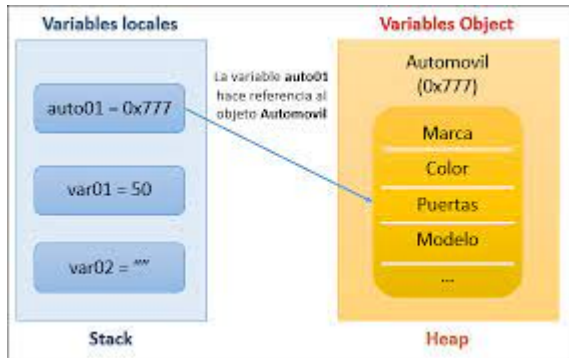 Variables locales
auto01 = 0x777
var01 = 50
var02 = ""
Stack
La variable auto01
hace referencia al
objeto Automovil
Variables Object
Automovil
(0x777)
Marca
Color
Puertas
Modelo
...
Heap